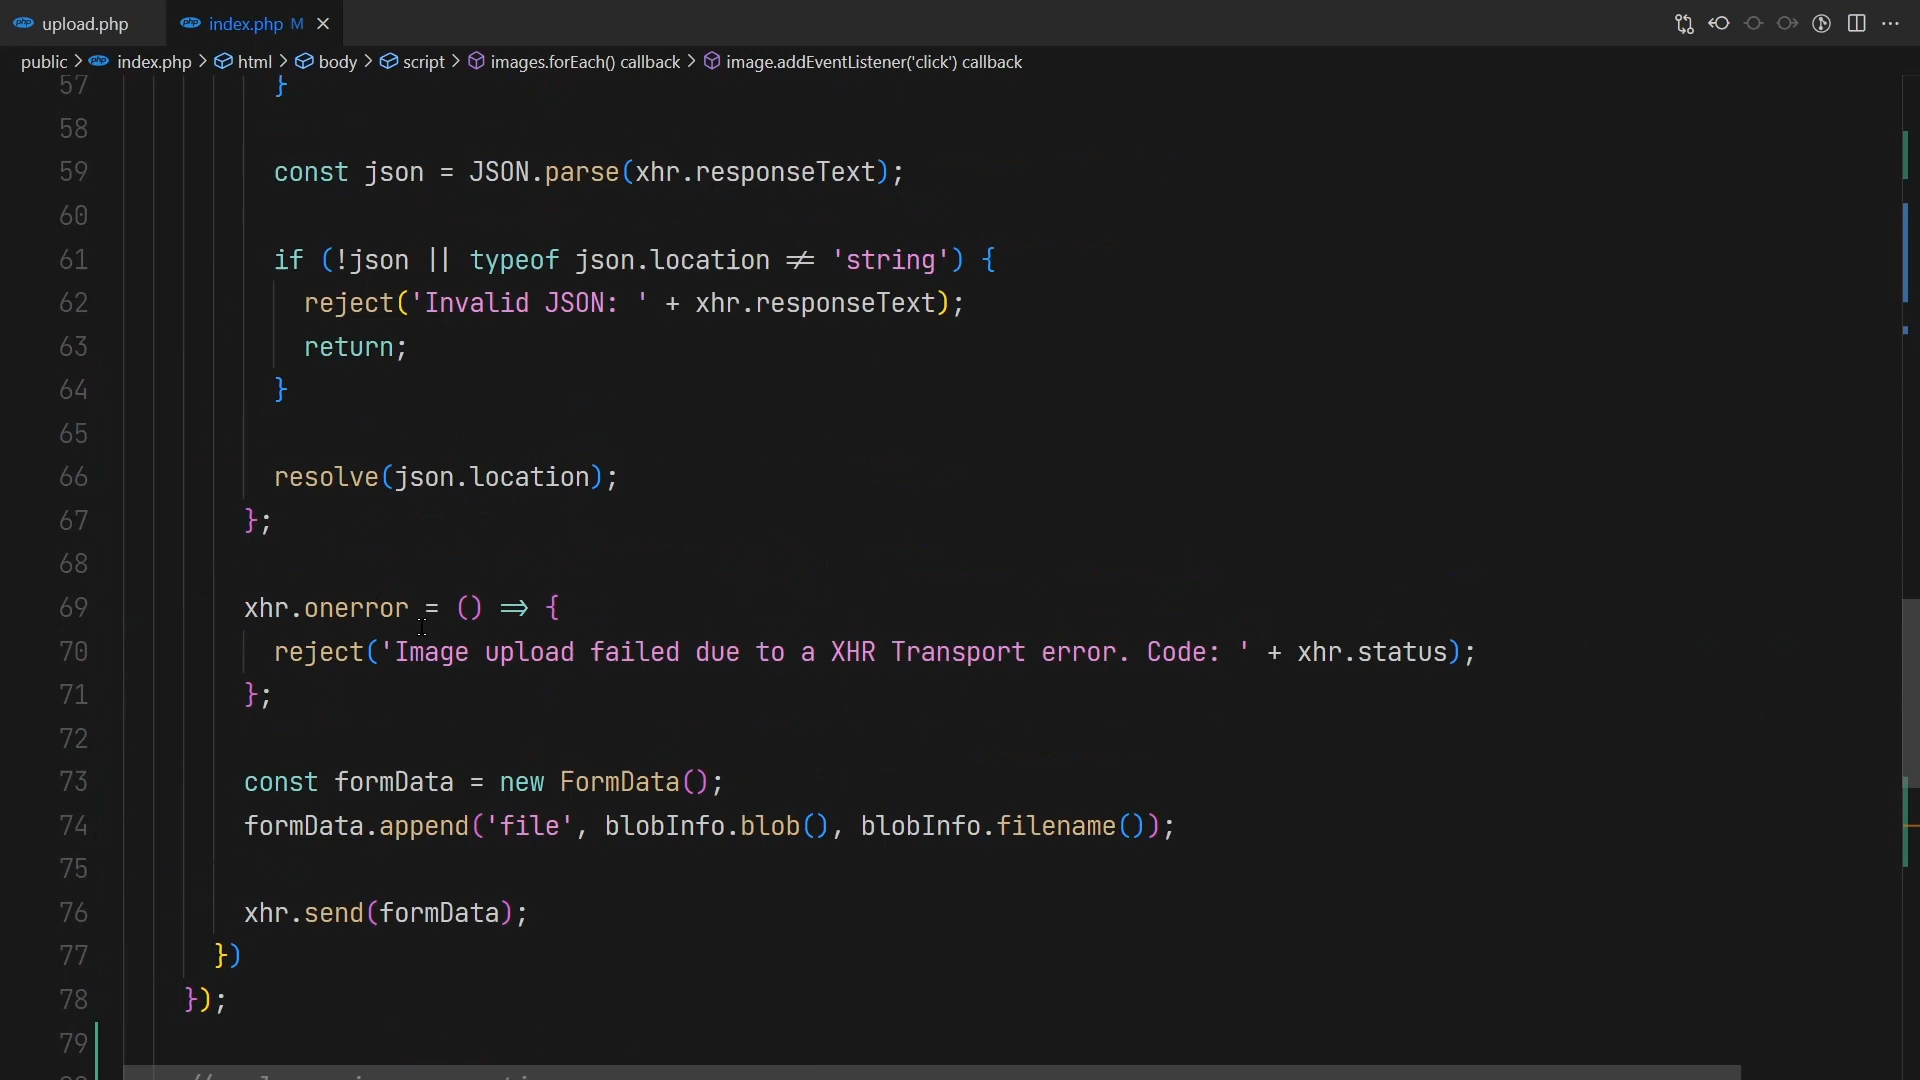 upload.php
index.php M
public > index.php > html > body > script > images.forEach() callback > image.addEventListener('click') callback
57 }
58
59 const json = JSON.parse(xhr.responseText);
60
61 if (!json || typeof json.location != 'string') {
62 reject('Invalid JSON: ' + xhr.responseText);
63 return;
64 }
65
66 resolve(json.location);
67 };
68
69 xhr.onerror = () => {
70 reject('Image upload failed due to a XHR Transport error. Code: ' + xhr.status);
71 };
72
73 const formData = new FormData();
74 formData.append('file', blobInfo.blob(), blobInfo.filename());
75
76 xhr.send(formData);
77 })
78 });
79